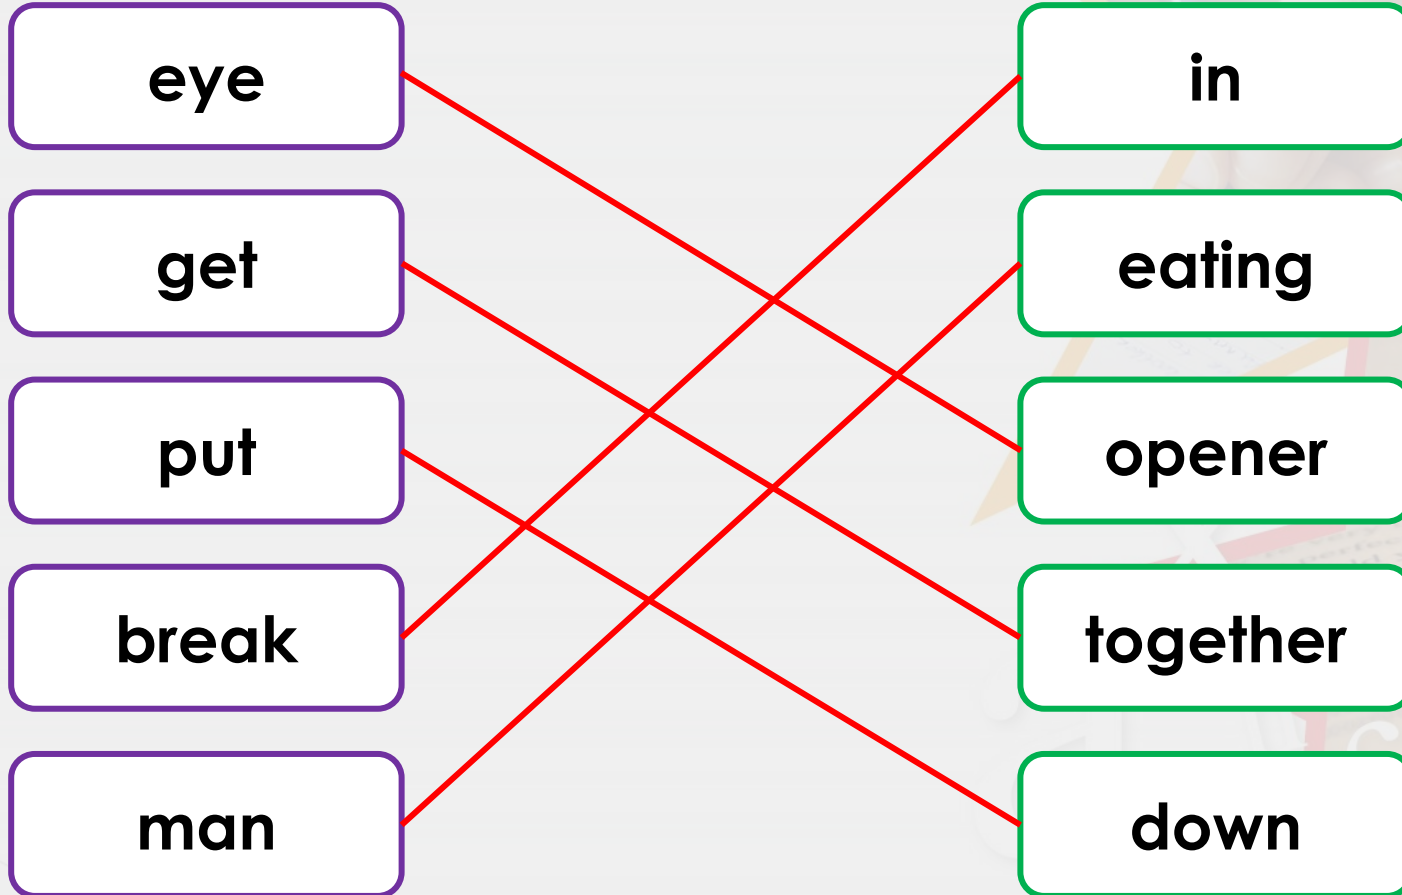 eye
in
get
eating
put
opener
break
together
man
down